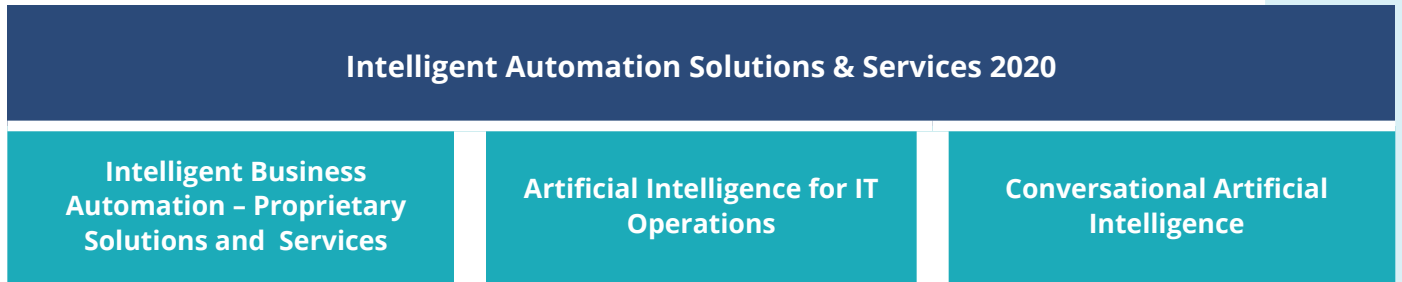 Intelligent Automation Solutions & Services 2020
Intelligent Business
Automation – Proprietary
Solutions and Services
Artificial Intelligence for IT
Operations
Conversational Artificial
Intelligence